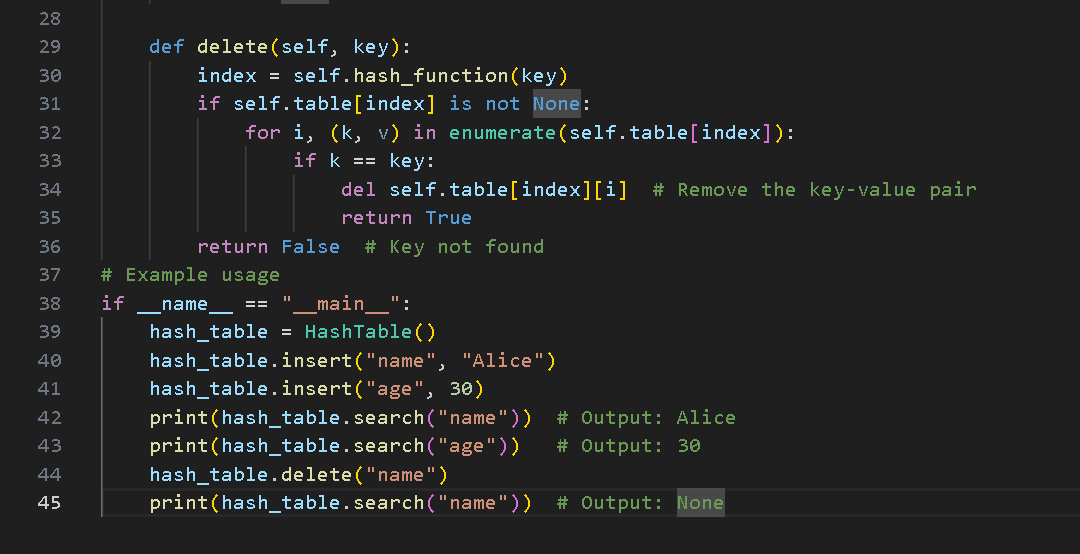 28
29 def delete(self, key):
30 index = self.hash_function(key)
31 if self.table[index] is not None:
32 for i, (k, v) in enumerate(self.table[index]):
33 if k == key:
34 del self.table[index][i]  # Remove the key-value pair
35 return True
36 return False  # Key not found
37 # Example usage
38 if __name__ == "__main__":
39 hash_table = HashTable()
40 hash_table.insert("name", "Alice")
41 hash_table.insert("age", 30)
42 print(hash_table.search("name"))  # Output: Alice
43 print(hash_table.search("age"))   # Output: 30
44 hash_table.delete("name")
45 print(hash_table.search("name"))  # Output: None